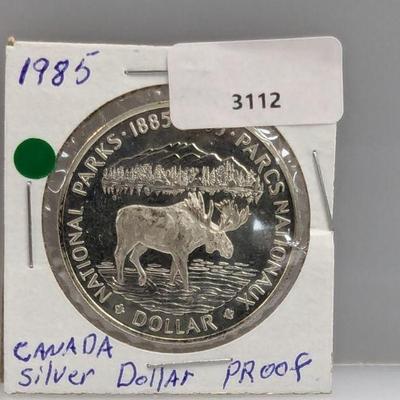 1985
3112
NATIONAL PARKS · 1885 PARCS NATIONAUX
DOLLAR
CANADA
Silver Dollar PROOF